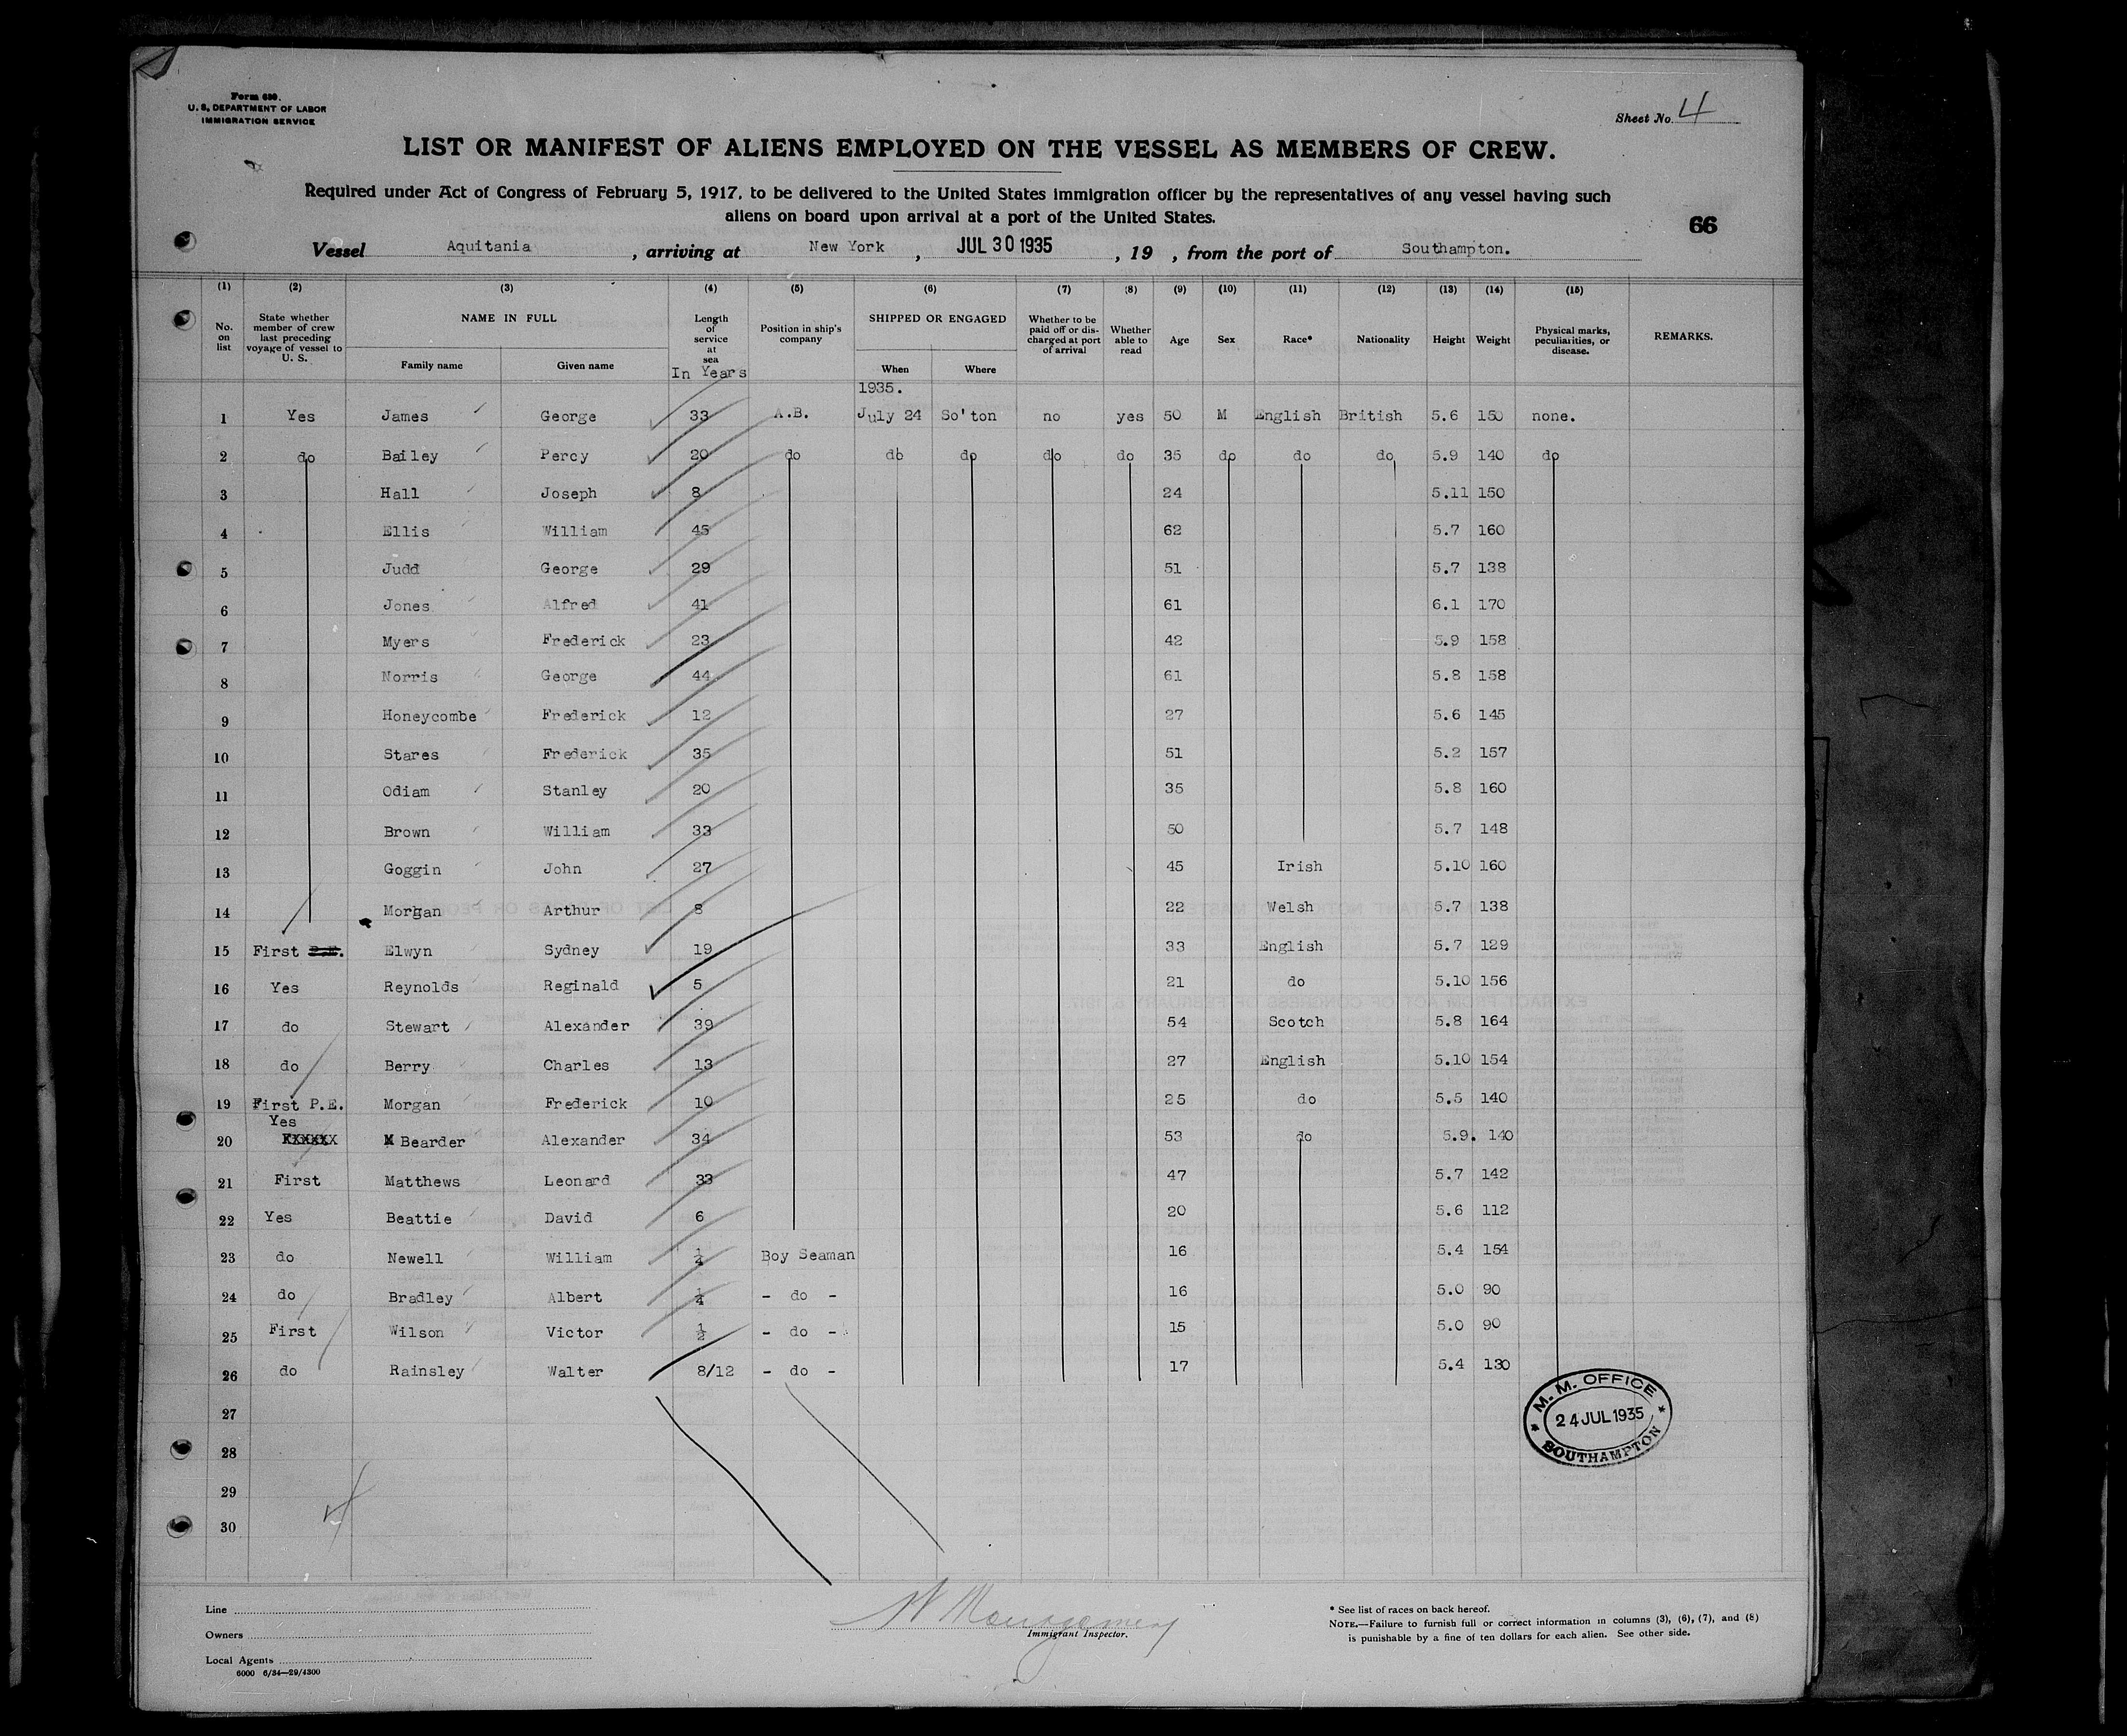 Form 680.
U. S. DEPARTMENT OF LABOR
IMMIGRATION SERVICE
Sheet No. 4
LIST OR MANIFEST OF ALIENS EMPLOYED ON THE VESSEL AS MEMBERS OF CREW.
Required under Act of Congress of February 5, 1917, to be delivered to the United States immigration officer by the representatives of any vessel having such
aliens on board upon arrival at a port of the United States.
66
Vessel Aquitania , arriving at New York , JUL 30 1935 , 19 , from the port of Southampton.
(1) (2) (3) (4) (5) (6) (7) (8) (9) (10) (11) (12) (13) (14) (15)
No. on list State whether member of crew last preceding voyage of vessel to U. S. NAME IN FULL Family name Given name Length of service at sea In Years Position in ship's company SHIPPED OR ENGAGED When Where Whether to be paid off or discharged at port of arrival Whether able to read Age Sex Race* Nationality Height Weight Physical marks, peculiarities, or disease. REMARKS.
1935.
1 Yes James George 33 A.B. July 24 So'ton no yes 50 M English British 5.6 150 none.
2 do Bailey Percy 20 do do do do do 35 do do do 5.9 140 do
3 Hall Joseph 8 24 5.11 150
4 Ellis William 45 62 5.7 160
5 Judd George 29 51 5.7 138
6 Jones Alfred 41 61 6.1 170
7 Myers Frederick 23 42 5.9 158
8 Norris George 44 61 5.8 158
9 Honeycombe Frederick 12 27 5.6 145
10 Stares Frederick 35 51 5.2 157
11 Odiam Stanley 20 35 5.8 160
12 Brown William 33 50 5.7 148
13 Goggin John 27 45 Irish 5.10 160
14 Morgan Arthur 8 22 Welsh 5.7 138
15 First P.E. Elwyn Sydney 19 33 English 5.7 129
16 Yes Reynolds Reginald 5 21 do 5.10 156
17 do Stewart Alexander 39 54 Scotch 5.8 164
18 do Berry Charles 13 27 English 5.10 154
19 First P.E. Morgan Frederick 10 25 do 5.5 140
Yes
20 XXXXXX Bearder Alexander 34 53 do 5.9. 140
21 First Matthews Leonard 33 47 5.7 142
22 Yes Beattie David 6 20 5.6 112
23 do Newell William ¼ Boy Seaman 16 5.4 154
24 do Bradley Albert ¼ - do - 16 5.0 90
25 First Wilson Victor ½ - do - 15 5.0 90
26 do Rainsley Walter 8/12 - do - 17 5.4 130
27
28
29
30
M. M. OFFICE
24 JUL 1935
SOUTHAMPTON
Line
Owners
Local Agents
6000 6/34—29/4300
Immigrant Inspector.
* See list of races on back hereof.
NOTE.—Failure to furnish full or correct information in columns (3), (6), (7), and (8)
is punishable by a fine of ten dollars for each alien. See other side.